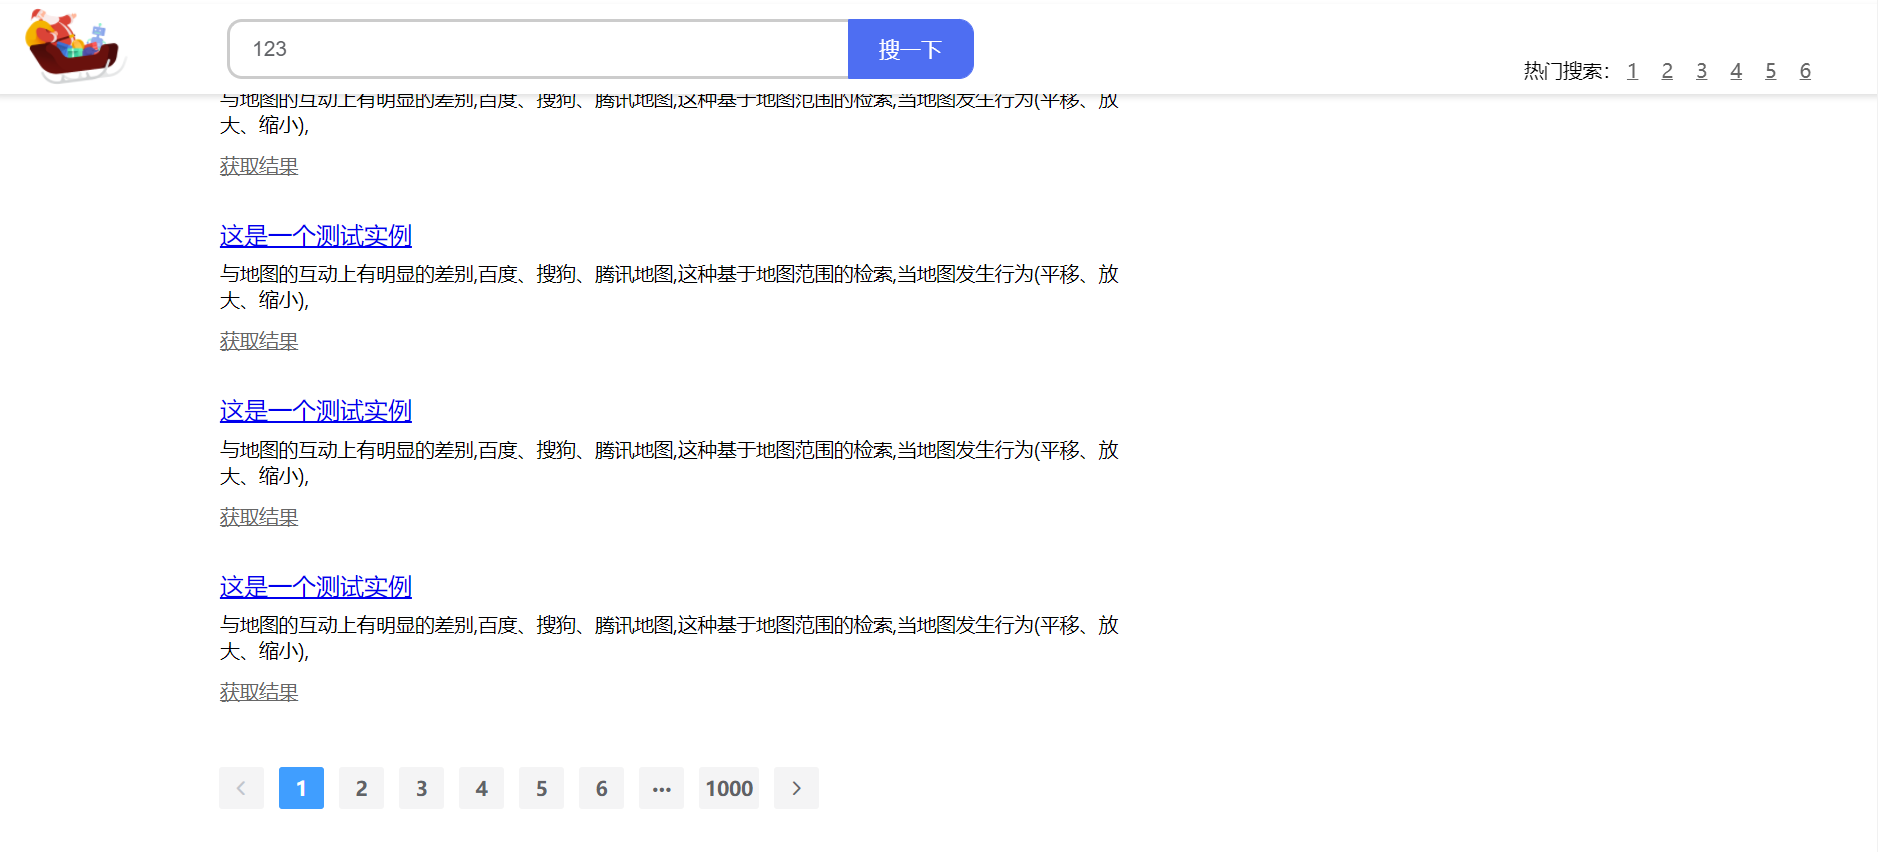 123
搜一下
热门搜索： 1 2 3 4 5 6
与地图的互动上有明显的差别,百度、搜狗、腾讯地图,这种基于地图范围的检索,当地图发生行为(平移、放
大、缩小),
获取结果
这是一个测试实例
与地图的互动上有明显的差别,百度、搜狗、腾讯地图,这种基于地图范围的检索,当地图发生行为(平移、放
大、缩小),
获取结果
这是一个测试实例
与地图的互动上有明显的差别,百度、搜狗、腾讯地图,这种基于地图范围的检索,当地图发生行为(平移、放
大、缩小),
获取结果
这是一个测试实例
与地图的互动上有明显的差别,百度、搜狗、腾讯地图,这种基于地图范围的检索,当地图发生行为(平移、放
大、缩小),
获取结果
1 2 3 4 5 6 ••• 1000